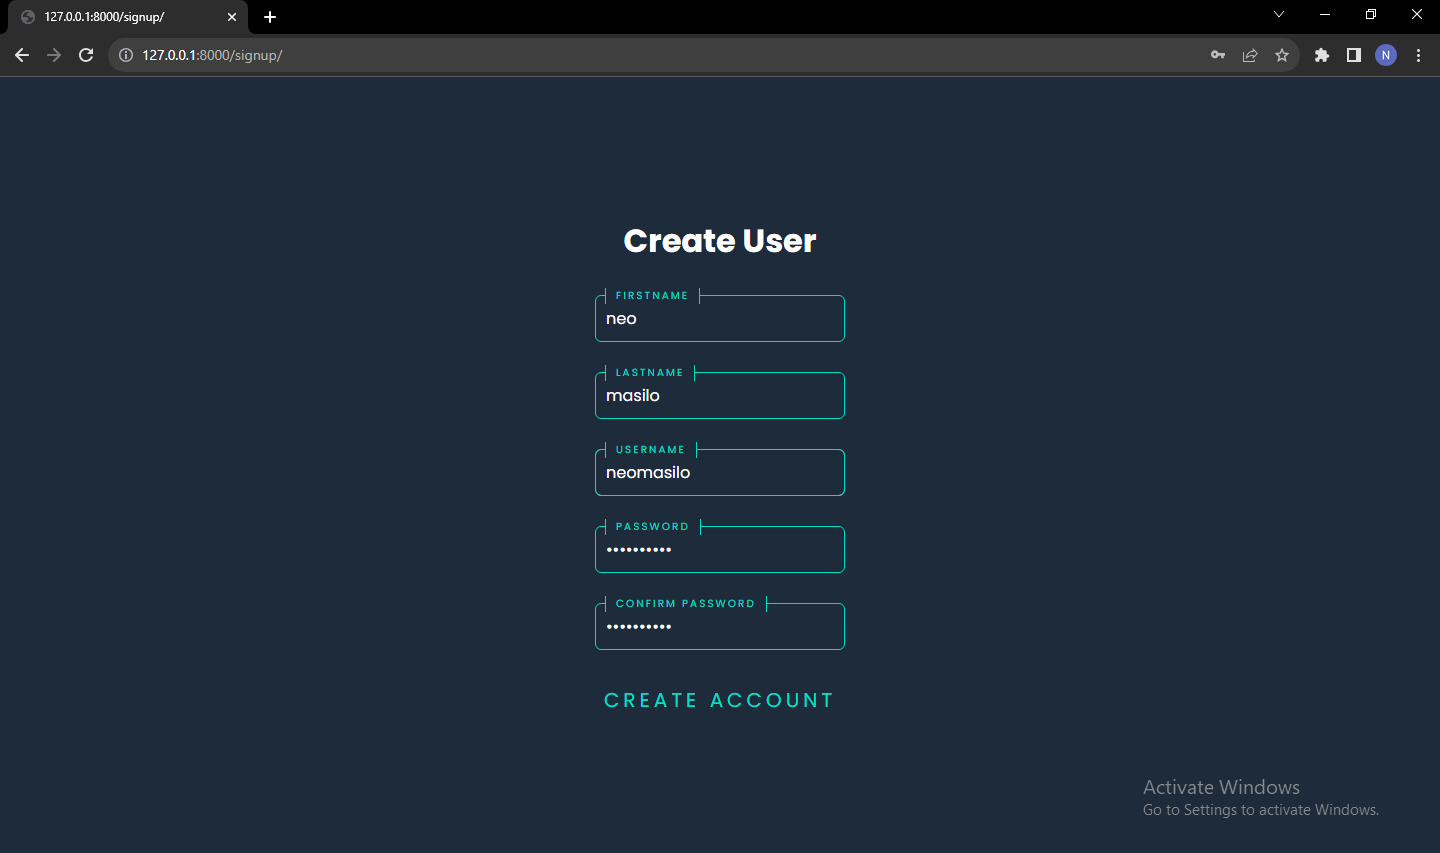 127.0.0.1:8000/signup/
127.0.0.1:8000/signup/
N
Create User
FIRSTNAME
neo
LASTNAME
masilo
USERNAME
neomasilo
PASSWORD
••••••••••
CONFIRM PASSWORD
••••••••••
CREATE ACCOUNT
Activate Windows
Go to Settings to activate Windows.